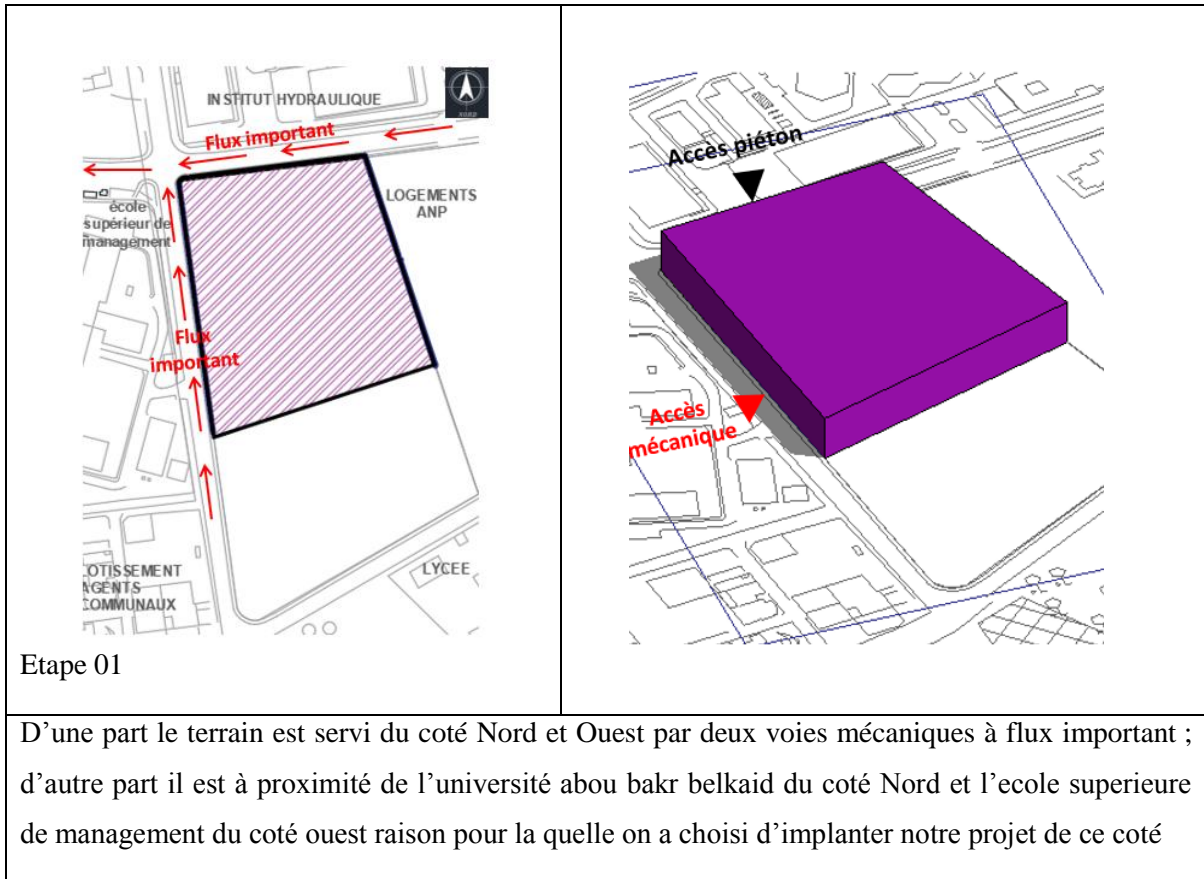 INSTITUT HYDRAULIQUE
NORD
Flux important
LOGEMENTS
ANP
école
supérieur de
management
Flux
important
LOTISSEMENT
AGENTS
COMMUNAUX
LYCEE
Etape 01
Accès piéton
Accès
mécanique
D’une part le terrain est servi du coté Nord et Ouest par deux voies mécaniques à flux important ;
d’autre part il est à proximité de l’université abou bakr belkaid du coté Nord et l’ecole superieure
de management du coté ouest raison pour la quelle on a choisi d’implanter notre projet de ce coté